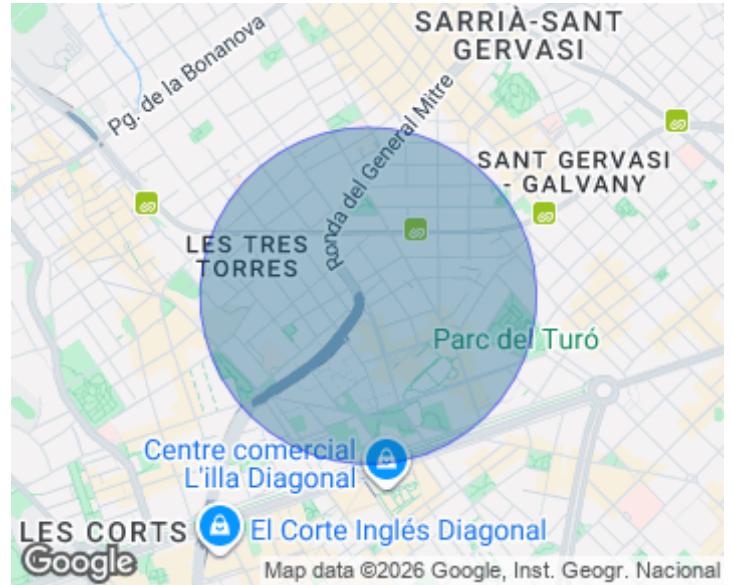 SARRIÀ-SANT
GERVASI
Pg. de la Bonanova
Ronda del General Mitre
SANT GERVASI
- GALVANY
LES TRES
TORRES
Parc del Turó
Centre comercial
L'illa Diagonal
LES CORTS
El Corte Inglés Diagonal
Google
Map data ©2026 Google, Inst. Geogr. Nacional